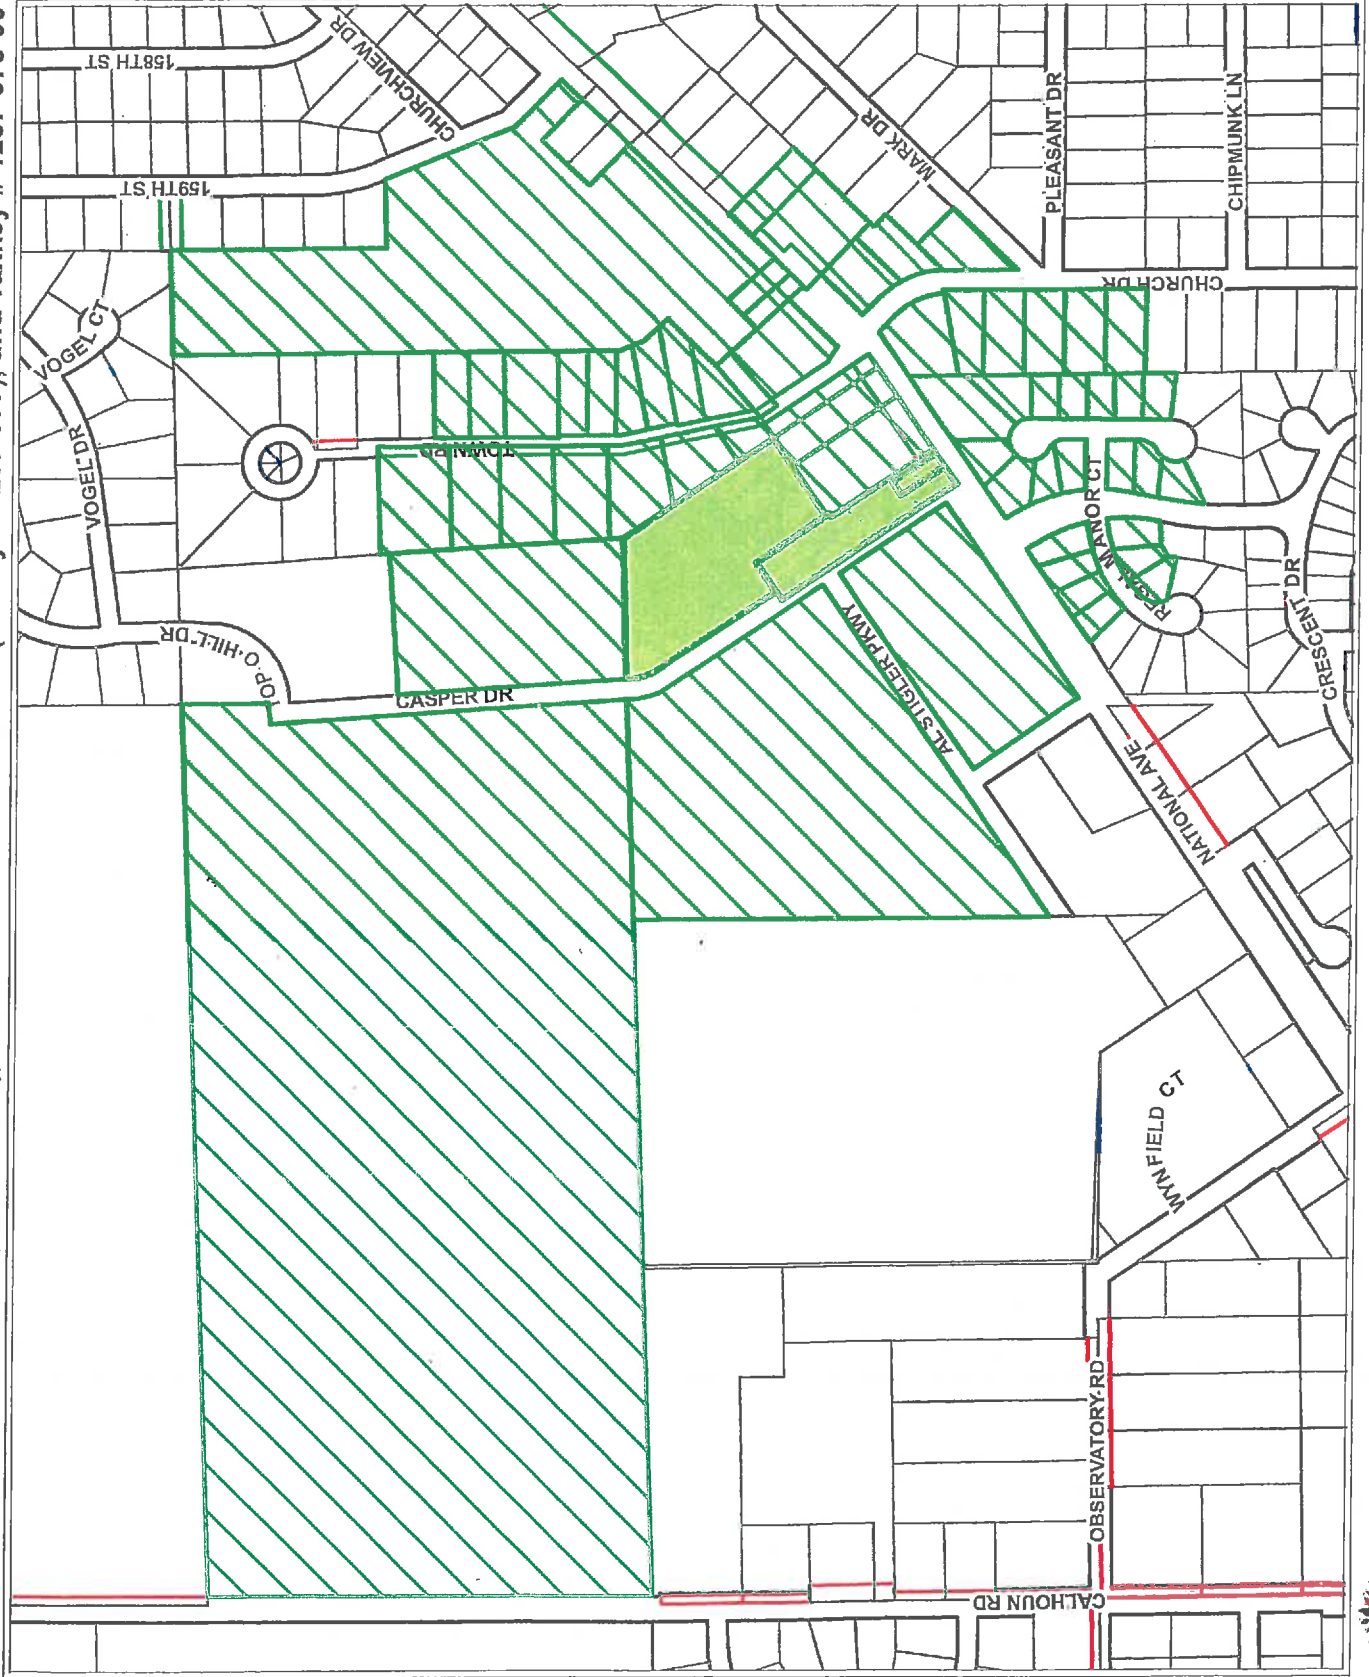 158TH ST
CHURCHVIEW DR
159TH ST
MARK DR
PLEASANT DR
CHIPMUNK LN
VOGEL CT
CHURCH DR
VOGEL DR
TOWN RD
MANOR CT
TOP-O-HILL DR
CASPER DR
AL STIGLER PKWY
CRESCENT DR
NATIONAL AVE
WYNFIELD CT
OBSERVATORY RD
CALHOUN RD